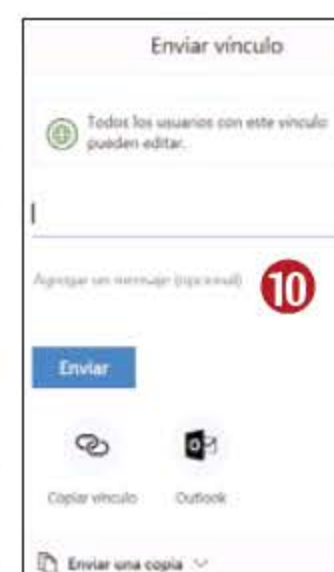 Enviar vínculo
Todos los usuarios con este vínculo
pueden editar.
Agregar un mensaje (opcional)
10
Enviar
Copiar vínculo Outlook
Enviar una copia